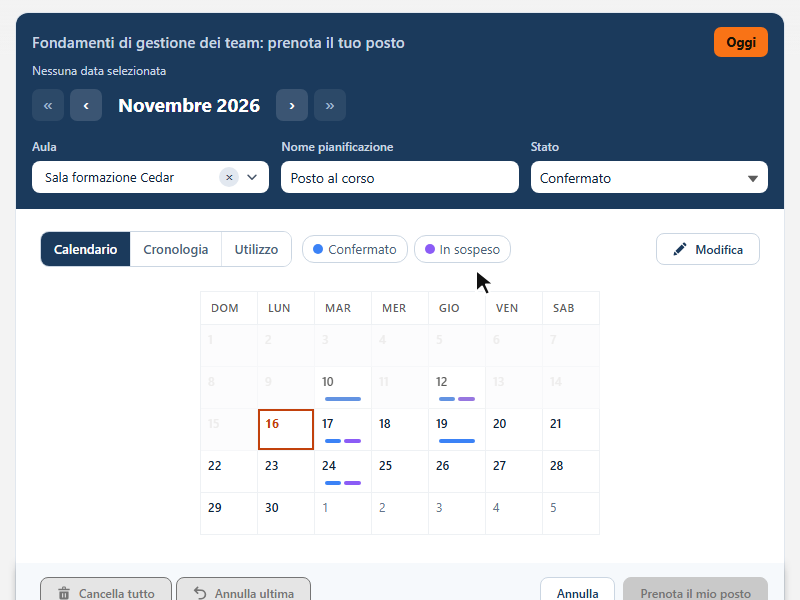 Fondamenti di gestione dei team: prenota il tuo posto
Oggi
Nessuna data selezionata
« ‹ Novembre 2026 › »
Aula Nome pianificazione Stato
Sala formazione Cedar × Posto al corso Confermato
Calendario Cronologia Utilizzo Confermato In sospeso Modifica
DOM LUN MAR MER GIO VEN SAB
1 2 3 4 5 6 7
8 9 10 11 12 13 14
15 16 17 18 19 20 21
22 23 24 25 26 27 28
29 30 1 2 3 4 5
Cancella tutto Annulla ultima Annulla Prenota il mio posto